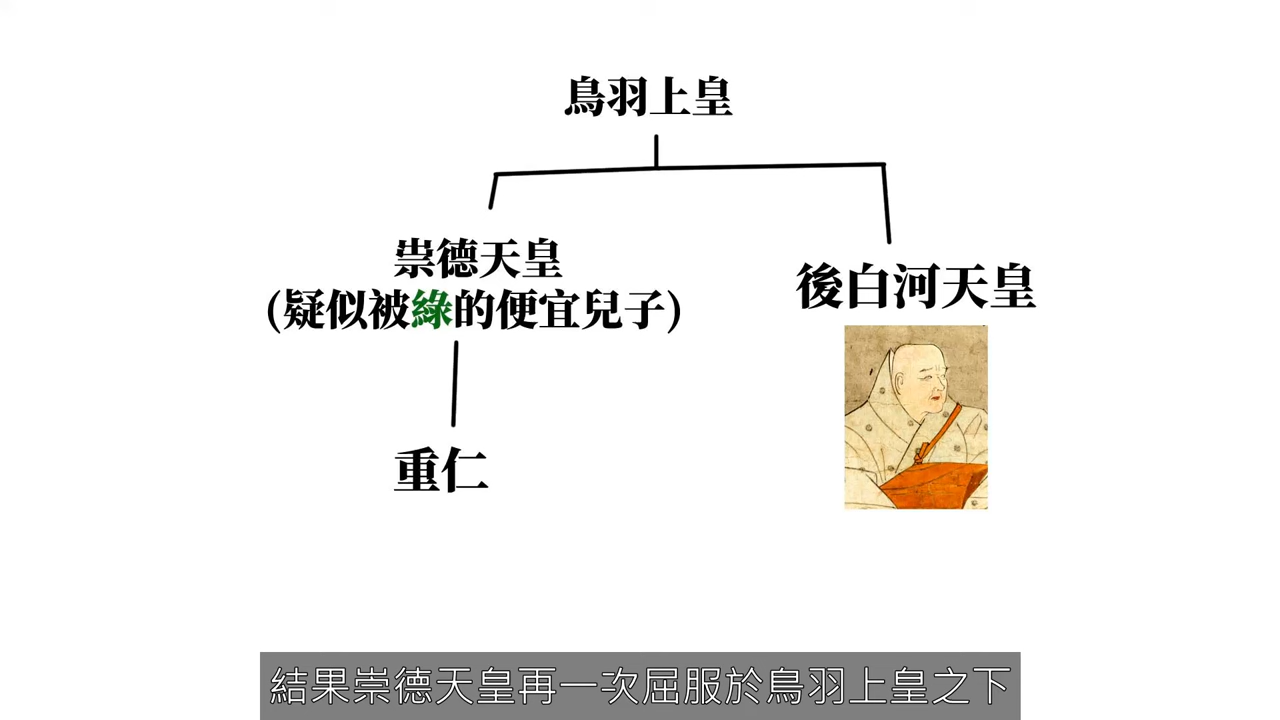 鳥羽上皇
祟德天皇
(疑似被綠的便宜兒子)
後白河天皇
重仁
結果崇德天皇再一次屈服於鳥羽上皇之下